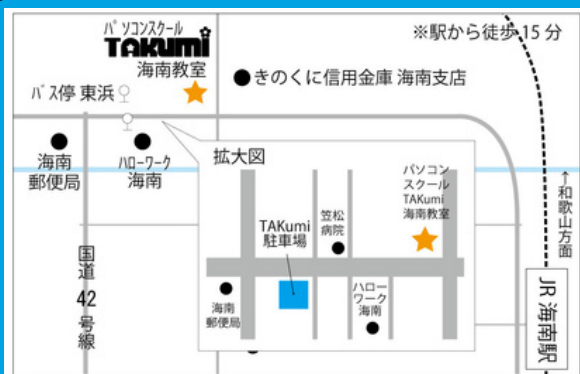 パソコンスクール
TAKumi
海南教室
※駅から徒歩 15 分
きのくに信用金庫 海南支店
バス停 東浜
海南
郵便局
ハローワーク
海南
拡大図
パソコン
スクール
TAKumi
海南教室
笠松
病院
TAKumi
駐車場
海南
郵便局
ハロー
ワーク
海南
国道
42
号線
↑和歌山方面
JR 海南駅